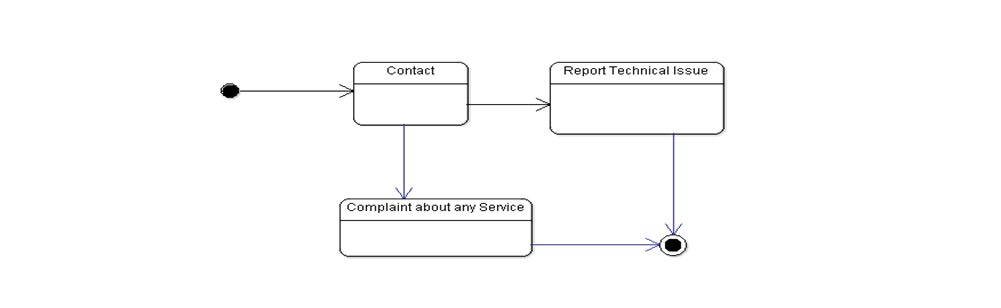 Contact
Report Technical Issue
Complaint about any Service